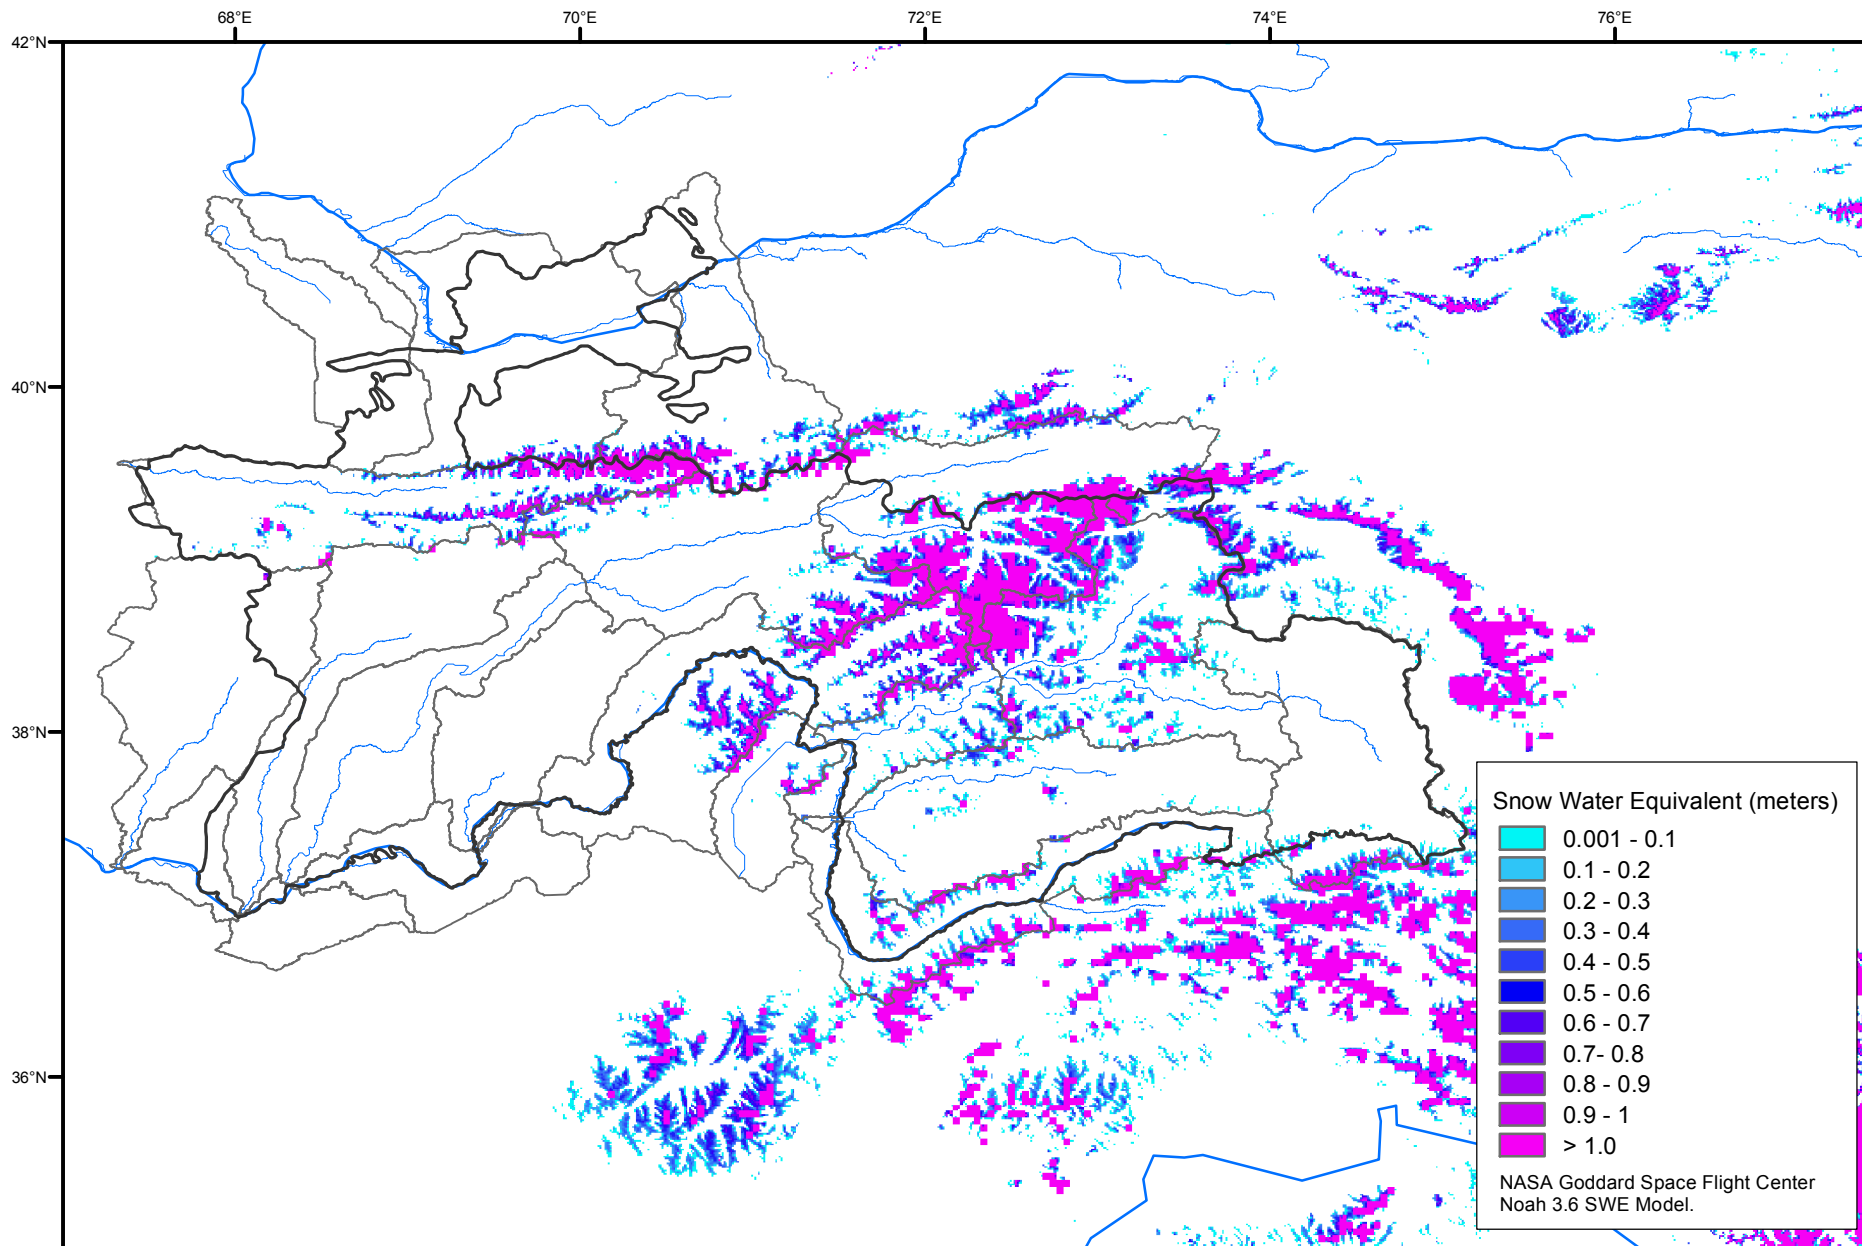 68°E
70°E
72°E
74°E
76°E
42°N
40°N
38°N
36°N
Snow Water Equivalent (meters)
0.001 - 0.1
0.1 - 0.2
0.2 - 0.3
0.3 - 0.4
0.4 - 0.5
0.5 - 0.6
0.6 - 0.7
0.7- 0.8
0.8 - 0.9
0.9 - 1
> 1.0
NASA Goddard Space Flight Center
Noah 3.6 SWE Model.